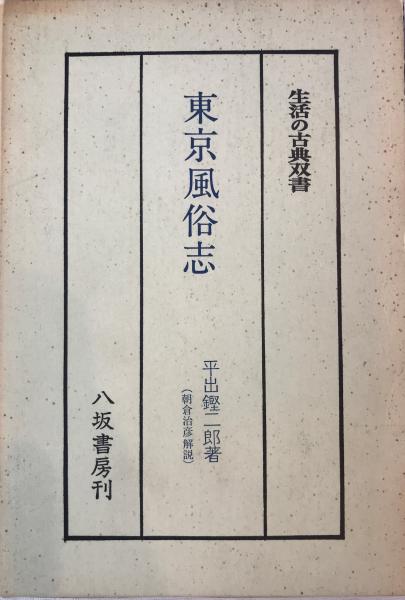 生活の古典双書
東京風俗志
平出鏗二郎著
（朝倉治彦解説）
八坂書房刊